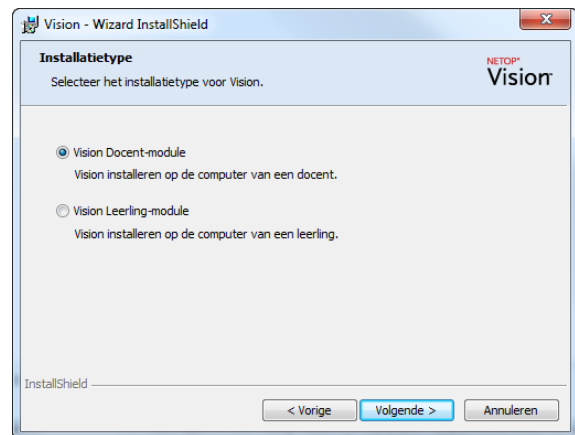 Vision - Wizard InstallShield
Installatietype
Selecteer het installatietype voor Vision.
NETOP
Vision
Vision Docent-module
Vision installeren op de computer van een docent.
Vision Leerling-module
Vision installeren op de computer van een leerling.
InstallShield
< Vorige Volgende > Annuleren